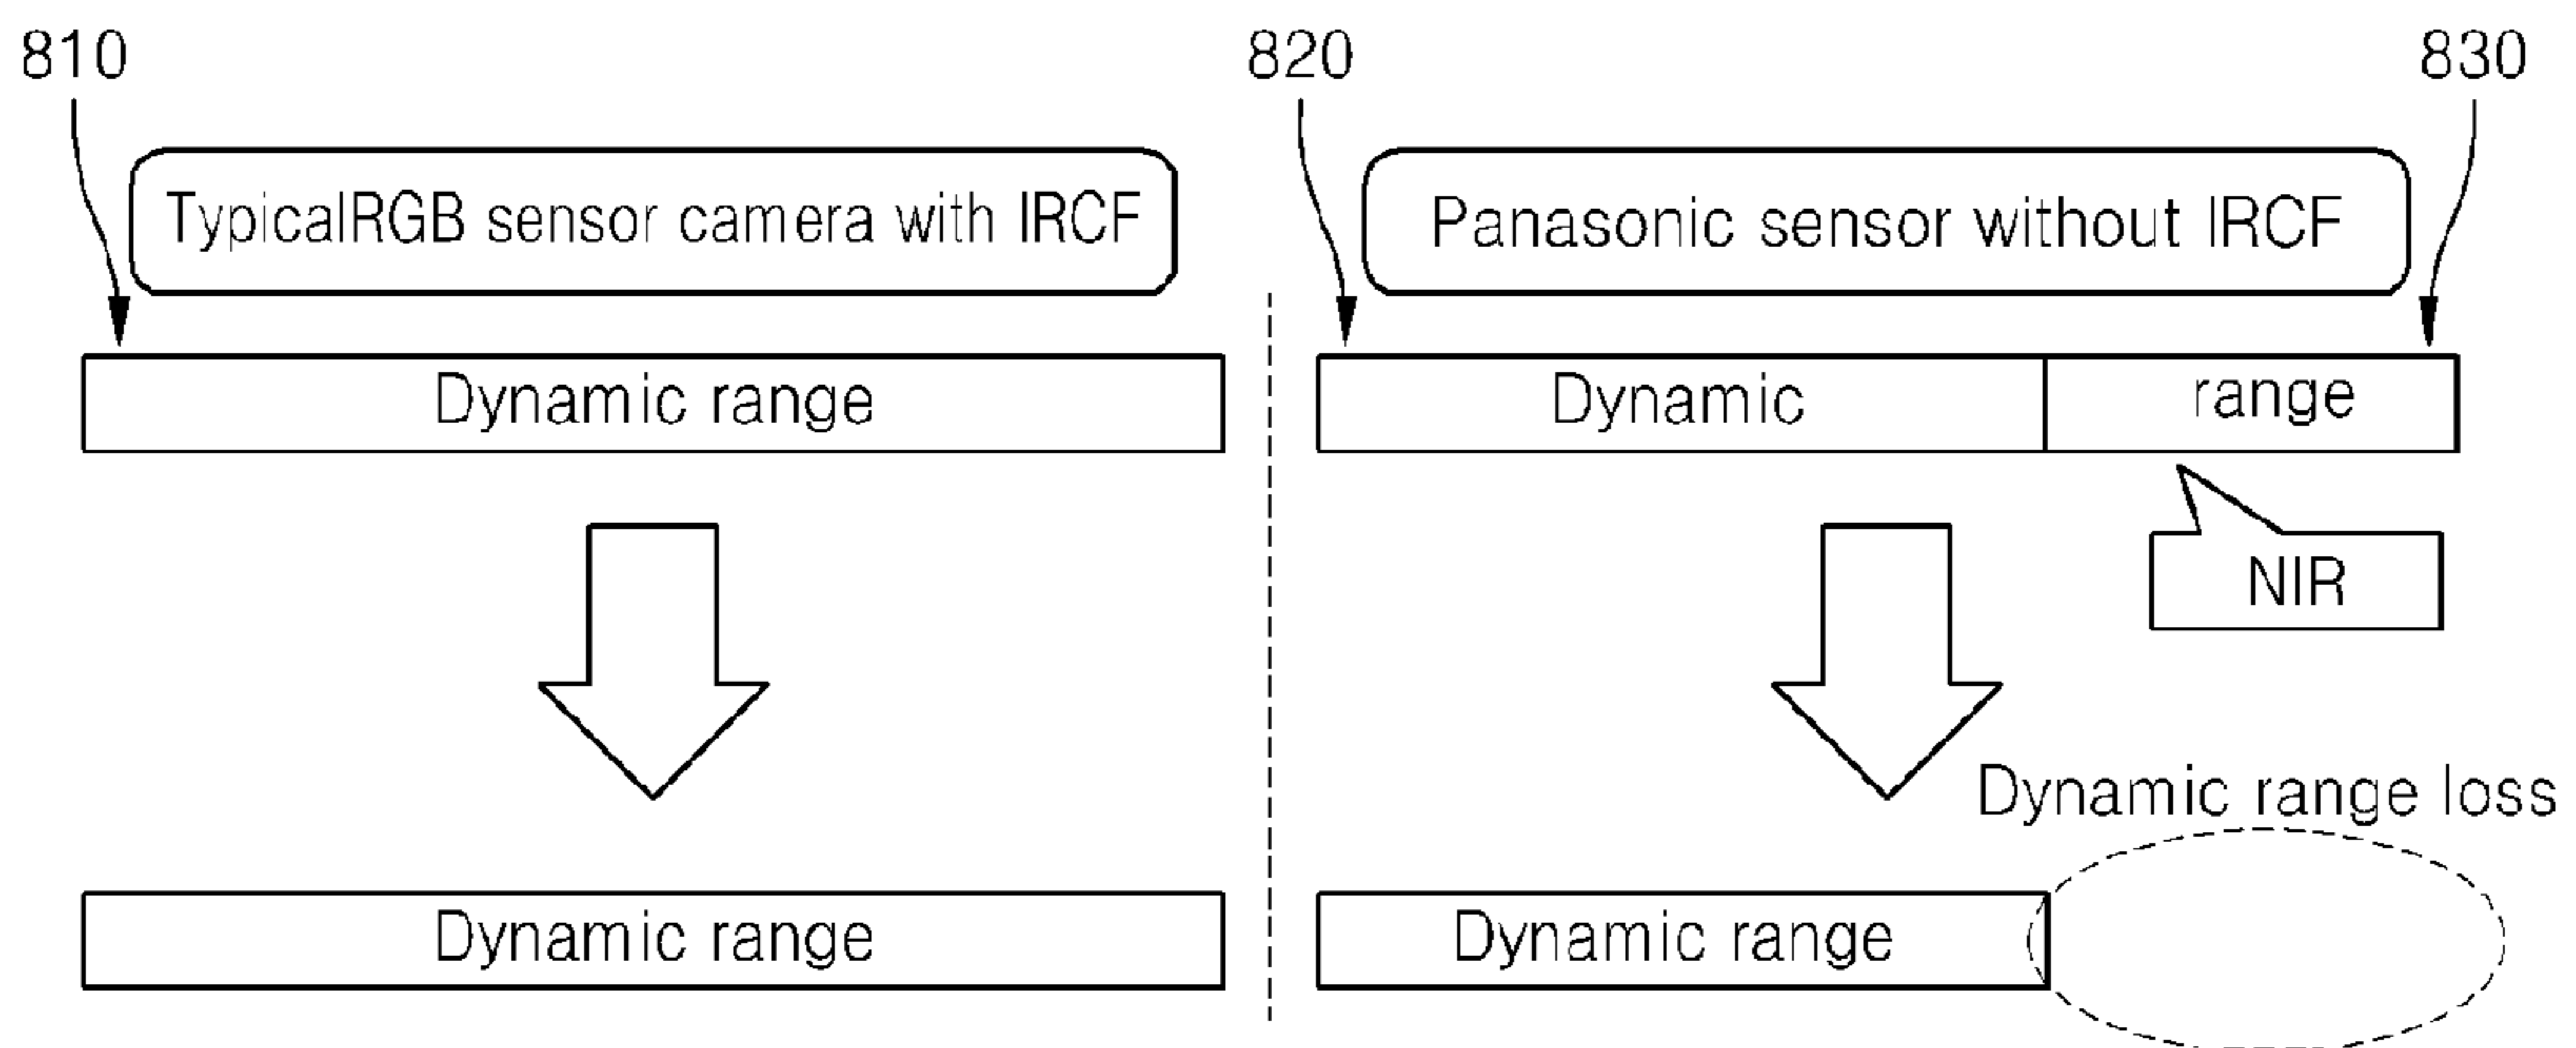 810
820
830
TypicalRGB sensor camera with IRCF
Panasonic sensor without IRCF
Dynamic range
Dynamic
range
NIR
Dynamic range loss
Dynamic range
Dynamic range